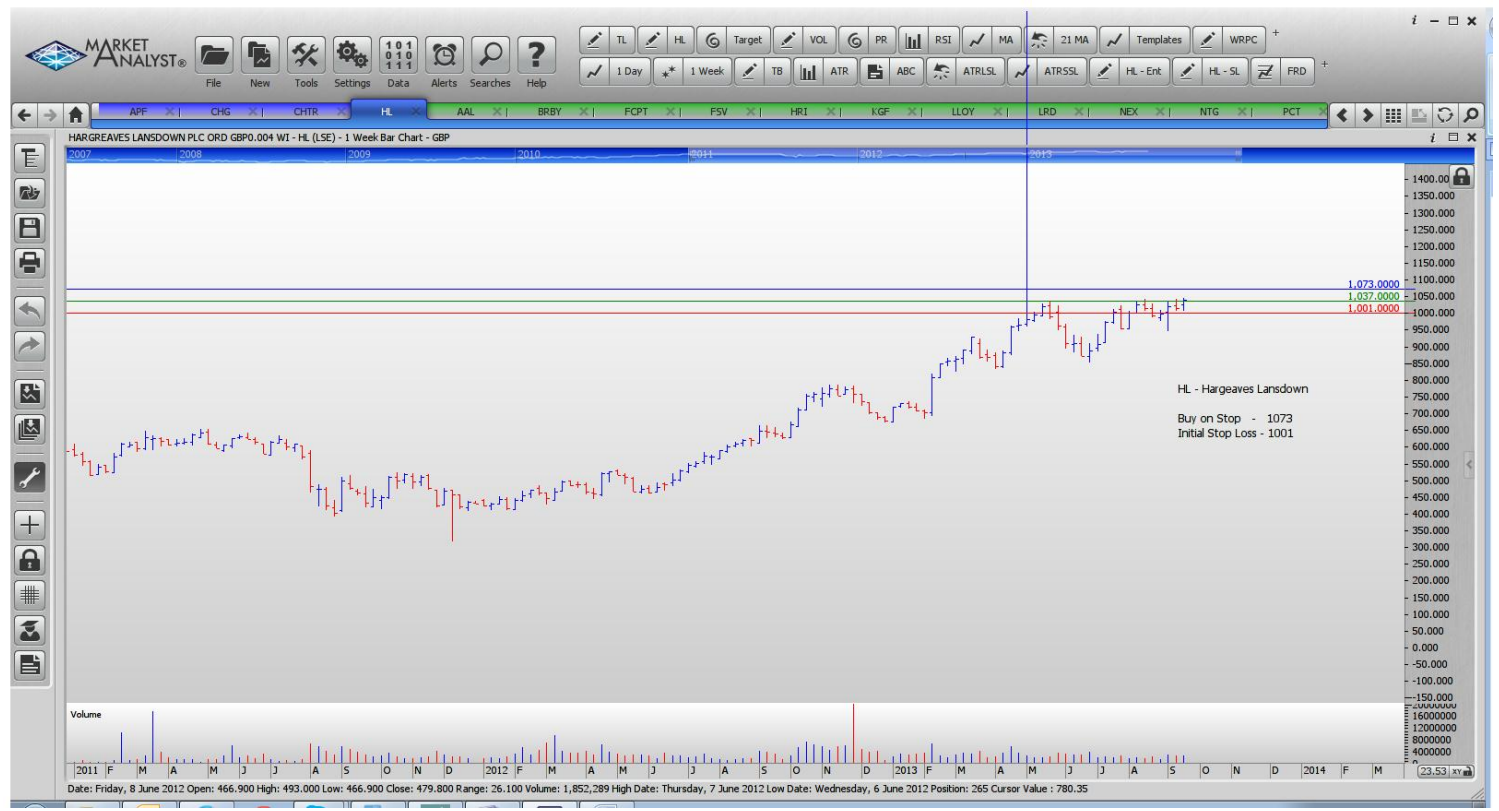 i
MARKET
ANALYST®
File New Tools Settings Data Alerts Searches Help
101
010
111
TL HL Target VOL PR RSI MA 21 MA Templates WRPC +
1 Day 1 Week TB ATR ABC ATRLSL ATRSSL HL - Ent HL - SL FRD +
APF CHG CHTR HL AAL BRBY FCPT FSV HRI KGF LLOY LRD NEX NTG PCT
HARGREAVES LANSDOWN PLC ORD GBP0.004 WI - HL (LSE) - 1 Week Bar Chart - GBP
i
2007 2008 2009 2010 2011 2012 2013
1400.00
1350.000
1300.000
1250.000
1200.000
1150.000
1100.000
1,073.0000
1,037.0000
1050.000
1,001.0000
1000.000
950.000
900.000
850.000
800.000
HL - Hargeaves Lansdown
750.000
700.000
Buy on Stop - 1073
Initial Stop Loss - 1001
650.000
600.000
550.000
500.000
450.000
400.000
350.000
300.000
250.000
200.000
150.000
100.000
50.000
0.000
-50.000
-100.000
-150.000
Volume
20000000
16000000
12000000
8000000
4000000
0
2011 F M A M J J A S O N D 2012 F M A M J J A S O N D 2013 F M A M J J A S O N D 2014 F M
23.53 XY
Date: Friday, 8 June 2012 Open: 466.900 High: 493.000 Low: 466.900 Close: 479.800 Range: 26.100 Volume: 1,852,289 High Date: Thursday, 7 June 2012 Low Date: Wednesday, 6 June 2012 Position: 265 Cursor Value : 780.35